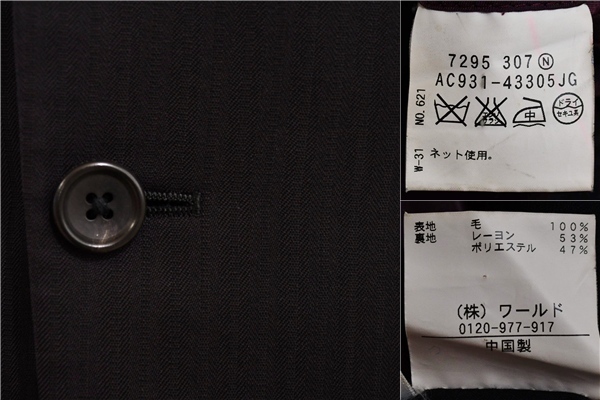 7295 307 Ⓝ
AC931-43305JG
NO.621
中
ドライ
セキユ系
W-31
ネット使用。
表地 毛 100%
裏地 レーヨン 53%
ポリエステル 47%
(株) ワールド
0120-977-917
中国製